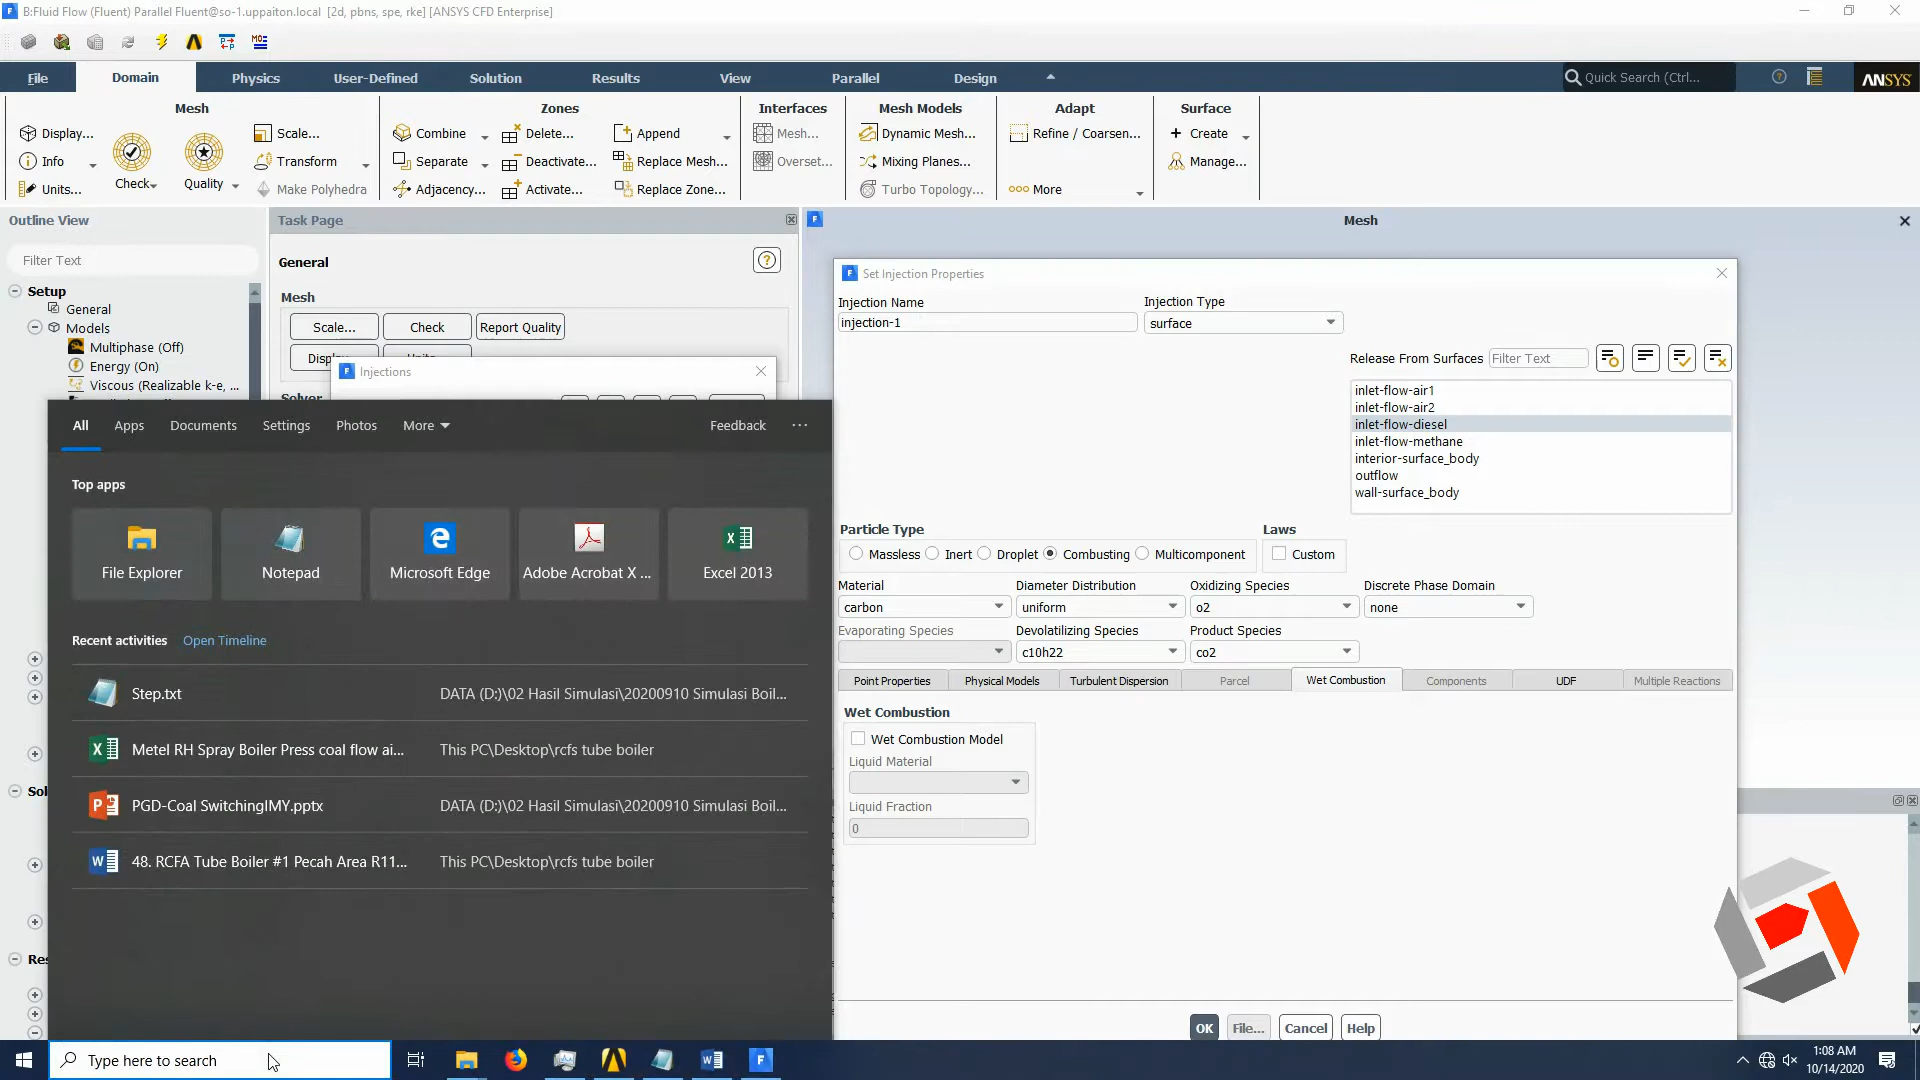 B:Fluid Flow (Fluent) Parallel Fluent@so-1.uppaiton.local [2d, pbns, spe, rke] [ANSYS CFD Enterprise]
File Domain Physics User-Defined Solution Results View Parallel Design Quick Search (Ctrl... ANSYS
Mesh Zones Interfaces Mesh Models Adapt Surface
Display... Scale... Combine Delete... Append Mesh... Dynamic Mesh... Refine / Coarsen... Create
Info Transform Separate Deactivate... Replace Mesh... Overset... Mixing Planes... Manage...
Check Quality
Units... Make Polyhedra Adjacency... Activate... Replace Zone... Turbo Topology... More
Outline View Task Page Mesh
Filter Text
General
Setup
General
Models
Multiphase (Off)
Energy (On)
Viscous (Realizable k-e, ...
Mesh
Scale... Check Report Quality
Injections
Set Injection Properties
Injection Name
injection-1
Injection Type
surface
Release From Surfaces Filter Text
inlet-flow-air1
inlet-flow-air2
inlet-flow-diesel
inlet-flow-methane
interior-surface_body
outflow
wall-surface_body
Particle Type
Massless Inert Droplet Combusting Multicomponent
Laws
Custom
Material Diameter Distribution Oxidizing Species Discrete Phase Domain
carbon uniform o2 none
Evaporating Species Devolatilizing Species Product Species
c10h22 co2
Point Properties Physical Models Turbulent Dispersion Parcel Wet Combustion Components UDF Multiple Reactions
Wet Combustion
Wet Combustion Model
Liquid Material
Liquid Fraction
0
OK File... Cancel Help
All Apps Documents Settings Photos More Feedback
Top apps
File Explorer Notepad Microsoft Edge Adobe Acrobat X ... Excel 2013
Recent activities Open Timeline
Step.txt DATA (D:)\02 Hasil Simulasi\20200910 Simulasi Boil...
Metel RH Spray Boiler Press coal flow ai... This PC\Desktop\rcfs tube boiler
PGD-Coal SwitchingIMY.pptx DATA (D:)\02 Hasil Simulasi\20200910 Simulasi Boil...
48. RCFA Tube Boiler #1 Pecah Area R11... This PC\Desktop\rcfs tube boiler
Type here to search
1:08 AM
10/14/2020